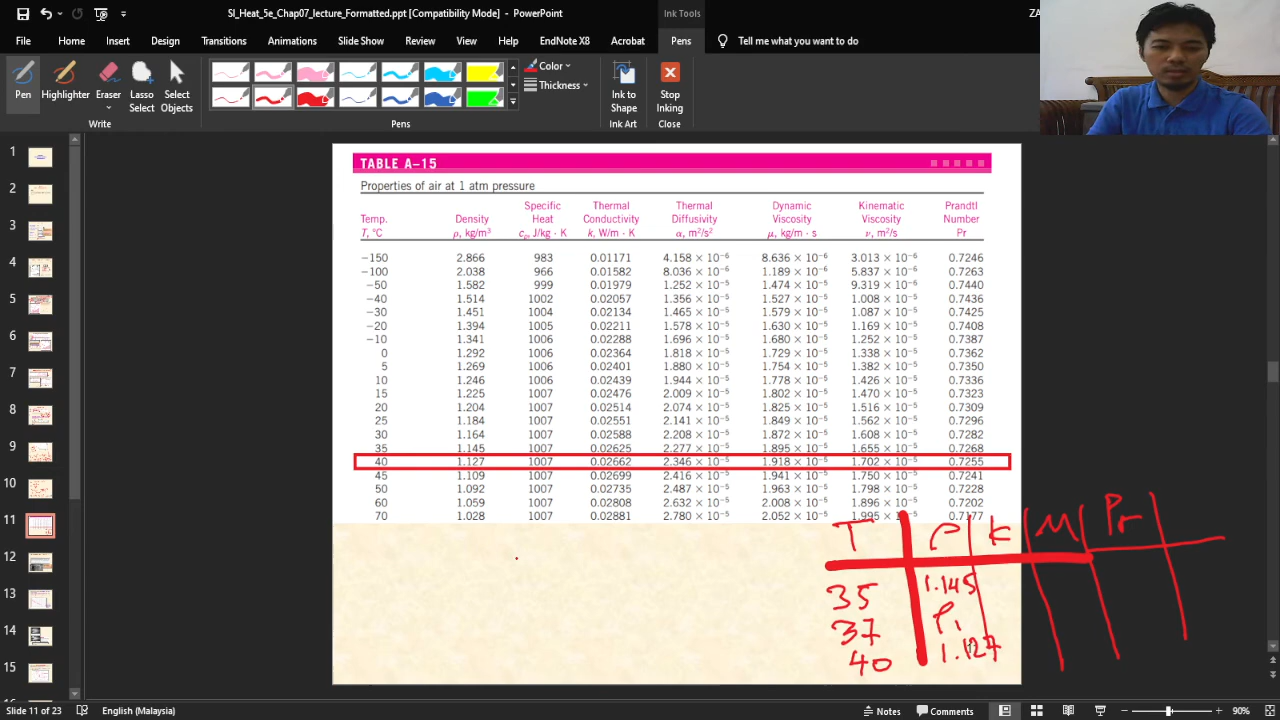 SI_Heat_5e_Chap07_lecture_Formatted.ppt [Compatibility Mode] - PowerPoint
Ink Tools
ZA
File Home Insert Design Transitions Animations Slide Show Review View Help EndNote X8 Acrobat Pens Tell me what you want to do
Pen Highlighter Eraser Lasso Select Select Objects
Color
Thickness
Ink to Shape
Stop Inking
Write Pens Ink Art Close
1
2
3
4
5
6
7
8
9
10
11
12
13
14
15
TABLE A–15
Properties of air at 1 atm pressure
Specific Thermal Thermal Dynamic Kinematic Prandtl
Temp. Density Heat Conductivity Diffusivity Viscosity Viscosity Number
T, °C ρ, kg/m³ cₚ, J/kg · K k, W/m · K α, m²/s² μ, kg/m · s ν, m²/s Pr
−150 2.866 983 0.01171 4.158 × 10⁻⁶ 8.636 × 10⁻⁶ 3.013 × 10⁻⁶ 0.7246
−100 2.038 966 0.01582 8.036 × 10⁻⁶ 1.189 × 10⁻⁶ 5.837 × 10⁻⁶ 0.7263
−50 1.582 999 0.01979 1.252 × 10⁻⁵ 1.474 × 10⁻⁵ 9.319 × 10⁻⁶ 0.7440
−40 1.514 1002 0.02057 1.356 × 10⁻⁵ 1.527 × 10⁻⁵ 1.008 × 10⁻⁵ 0.7436
−30 1.451 1004 0.02134 1.465 × 10⁻⁵ 1.579 × 10⁻⁵ 1.087 × 10⁻⁵ 0.7425
−20 1.394 1005 0.02211 1.578 × 10⁻⁵ 1.630 × 10⁻⁵ 1.169 × 10⁻⁵ 0.7408
−10 1.341 1006 0.02288 1.696 × 10⁻⁵ 1.680 × 10⁻⁵ 1.252 × 10⁻⁵ 0.7387
0 1.292 1006 0.02364 1.818 × 10⁻⁵ 1.729 × 10⁻⁵ 1.338 × 10⁻⁵ 0.7362
5 1.269 1006 0.02401 1.880 × 10⁻⁵ 1.754 × 10⁻⁵ 1.382 × 10⁻⁵ 0.7350
10 1.246 1006 0.02439 1.944 × 10⁻⁵ 1.778 × 10⁻⁵ 1.426 × 10⁻⁵ 0.7336
15 1.225 1007 0.02476 2.009 × 10⁻⁵ 1.802 × 10⁻⁵ 1.470 × 10⁻⁵ 0.7323
20 1.204 1007 0.02514 2.074 × 10⁻⁵ 1.825 × 10⁻⁵ 1.516 × 10⁻⁵ 0.7309
25 1.184 1007 0.02551 2.141 × 10⁻⁵ 1.849 × 10⁻⁵ 1.562 × 10⁻⁵ 0.7296
30 1.164 1007 0.02588 2.208 × 10⁻⁵ 1.872 × 10⁻⁵ 1.608 × 10⁻⁵ 0.7282
35 1.145 1007 0.02625 2.277 × 10⁻⁵ 1.895 × 10⁻⁵ 1.655 × 10⁻⁵ 0.7268
40 1.127 1007 0.02662 2.346 × 10⁻⁵ 1.918 × 10⁻⁵ 1.702 × 10⁻⁵ 0.7255
45 1.109 1007 0.02699 2.416 × 10⁻⁵ 1.941 × 10⁻⁵ 1.750 × 10⁻⁵ 0.7241
50 1.092 1007 0.02735 2.487 × 10⁻⁵ 1.963 × 10⁻⁵ 1.798 × 10⁻⁵ 0.7228
60 1.059 1007 0.02808 2.632 × 10⁻⁵ 2.008 × 10⁻⁵ 1.896 × 10⁻⁵ 0.7202
70 1.028 1007 0.02881 2.780 × 10⁻⁵ 2.052 × 10⁻⁵ 1.995 × 10⁻⁵ 0.7177
T ρ k μ Pr
35 1.145
37 ρ₁
40 1.127
Slide 11 of 23 English (Malaysia) Notes Comments 90%